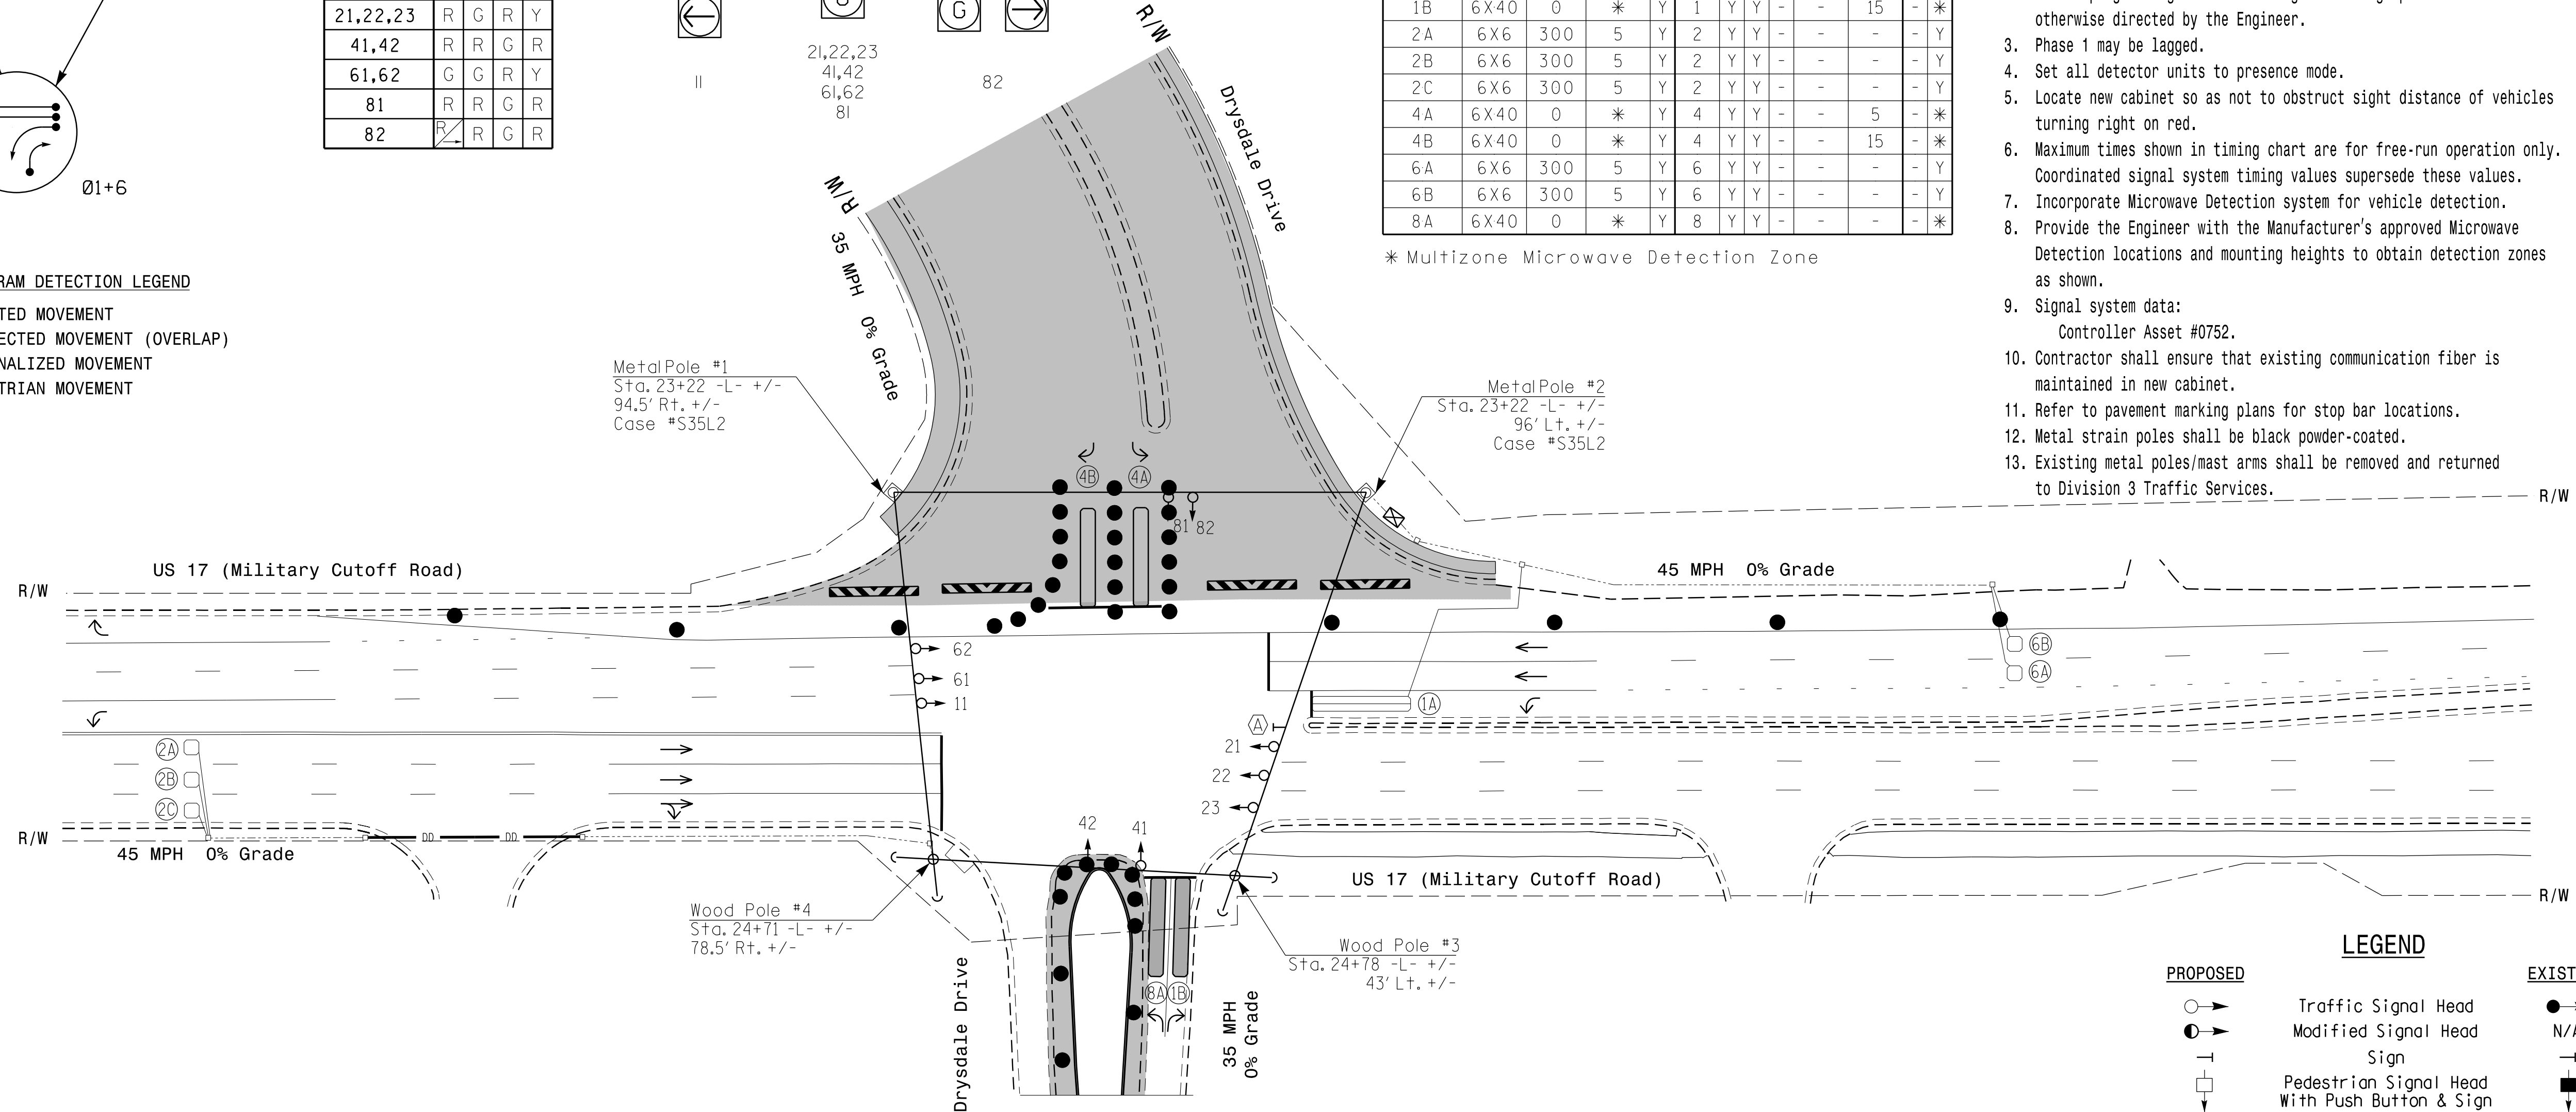 21,22,23 R G R Y
41,42 R R G R
61,62 G G R Y
81 R R G R
82 R R G R
Ø1+6
11
21,22,23
41,42
61,62
81
G
82
1B 6X40 0 * Y 1 Y Y - - 15 - *
2A 6X6 300 5 Y 2 Y Y - - - - Y
2B 6X6 300 5 Y 2 Y Y - - - - Y
2C 6X6 300 5 Y 2 Y Y - - - - Y
4A 6X40 0 * Y 4 Y Y - - 5 - *
4B 6X40 0 * Y 4 Y Y - - 15 - *
6A 6X6 300 5 Y 6 Y Y - - - - Y
6B 6X6 300 5 Y 6 Y Y - - - - Y
8A 6X40 0 * Y 8 Y Y - - - - *
* Multizone Microwave Detection Zone
otherwise directed by the Engineer.
3. Phase 1 may be lagged.
4. Set all detector units to presence mode.
5. Locate new cabinet so as not to obstruct sight distance of vehicles
turning right on red.
6. Maximum times shown in timing chart are for free-run operation only.
Coordinated signal system timing values supersede these values.
7. Incorporate Microwave Detection system for vehicle detection.
8. Provide the Engineer with the Manufacturer's approved Microwave
Detection locations and mounting heights to obtain detection zones
as shown.
9. Signal system data:
Controller Asset #0752.
10. Contractor shall ensure that existing communication fiber is
maintained in new cabinet.
11. Refer to pavement marking plans for stop bar locations.
12. Metal strain poles shall be black powder-coated.
13. Existing metal poles/mast arms shall be removed and returned
to Division 3 Traffic Services.
RAM DETECTION LEGEND
TED MOVEMENT
ECTED MOVEMENT (OVERLAP)
NALIZED MOVEMENT
TRIAN MOVEMENT
R/W
R/W
Drysdale Drive
35 MPH 0% Grade
Metal Pole #1
Sta. 23+22 -L- +/-
94.5' Rt. +/-
Case #S35L2
Metal Pole #2
Sta. 23+22 -L- +/-
96' Lt. +/-
Case #S35L2
4B 4A
81 82
R/W
US 17 (Military Cutoff Road)
45 MPH 0% Grade
R/W
62
61
11
6B
6A
1A
A
21
22
23
2A
2B
2C
DD DD
R/W
45 MPH 0% Grade
42 41
US 17 (Military Cutoff Road)
R/W
Wood Pole #4
Sta. 24+71 -L- +/-
78.5' Rt. +/-
Wood Pole #3
Sta. 24+78 -L- +/-
43' Lt. +/-
8A 1B
Drysdale Drive
35 MPH
0% Grade
LEGEND
PROPOSED EXIST
Traffic Signal Head
Modified Signal Head N/A
Sign
Pedestrian Signal Head
With Push Button & Sign